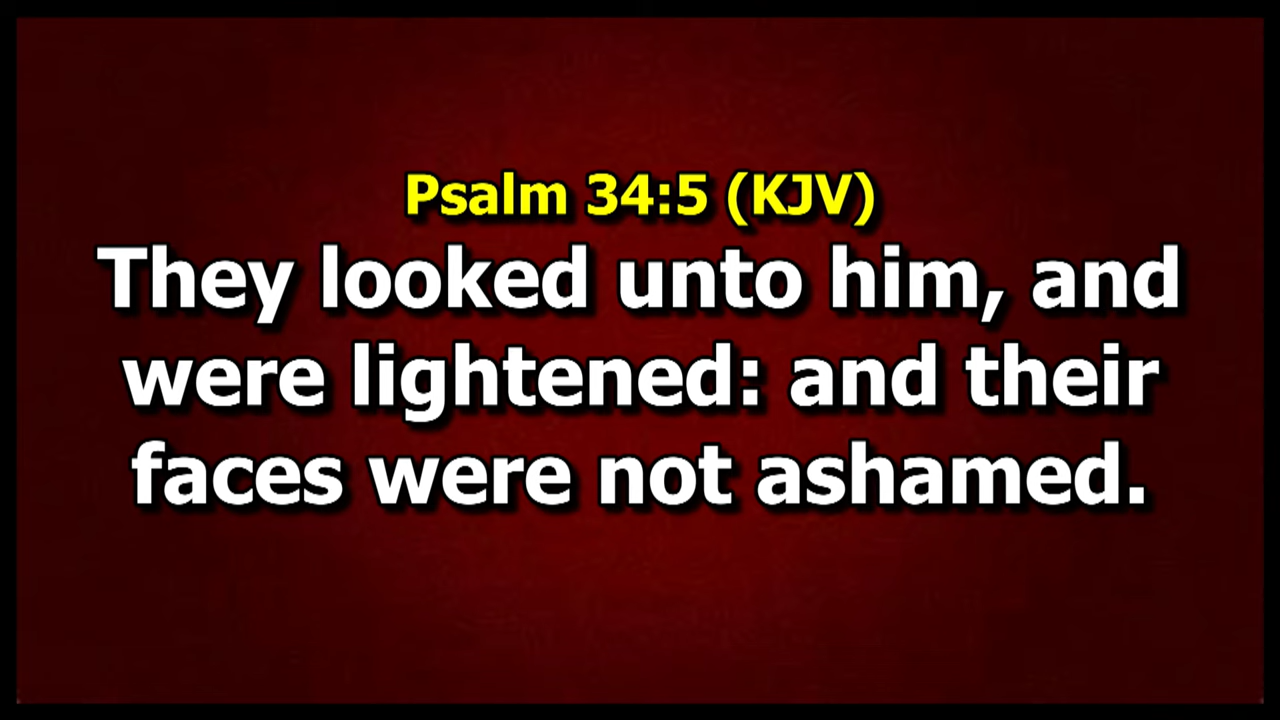 Psalm 34:5 (KJV)
They looked unto him, and
were lightened: and their
faces were not ashamed.